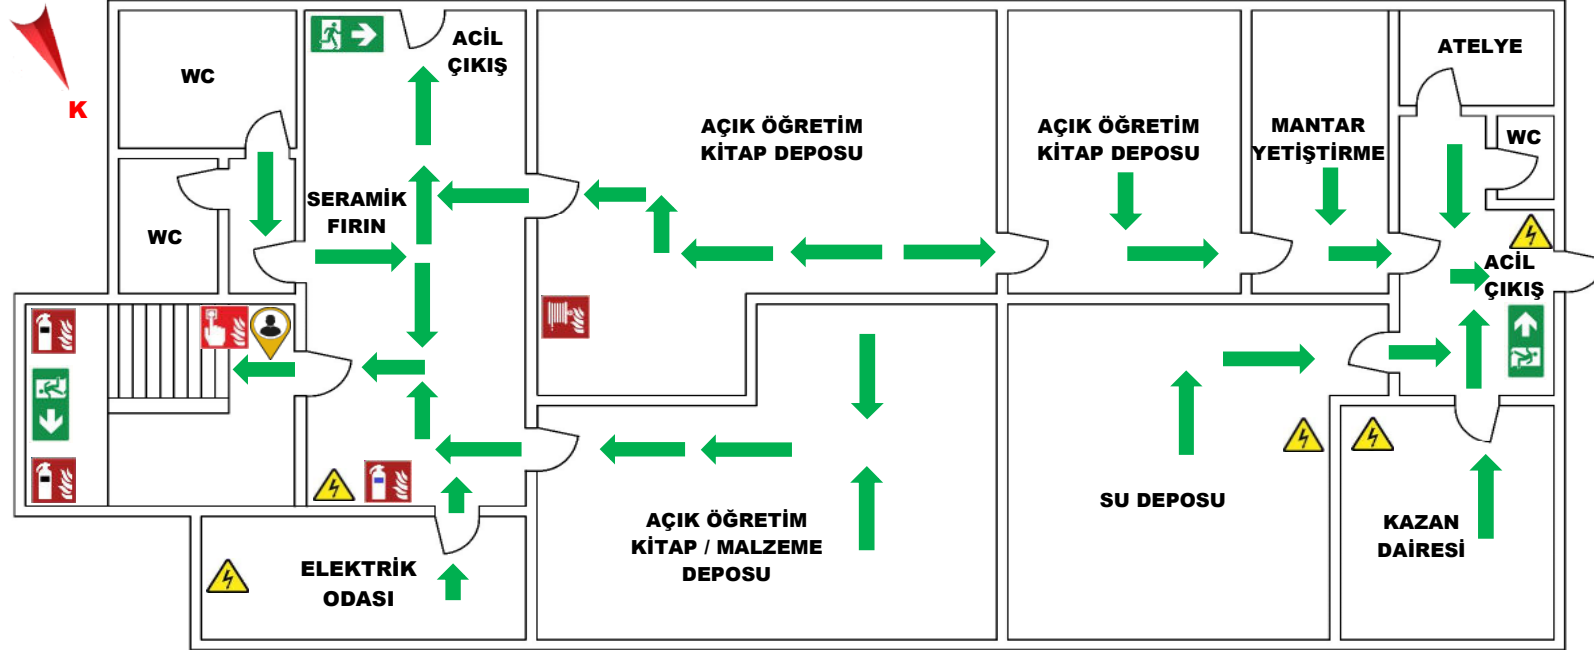 K
WC
WC
SERAMİK
FIRIN
ACİL
ÇIKIŞ
AÇIK ÖĞRETİM
KİTAP DEPOSU
AÇIK ÖĞRETİM
KİTAP DEPOSU
MANTAR
YETİŞTİRME
ATELYE
WC
ACİL
ÇIKIŞ
ELEKTRİK
ODASI
AÇIK ÖĞRETİM
KİTAP / MALZEME
DEPOSU
SU DEPOSU
KAZAN
DAİRESİ